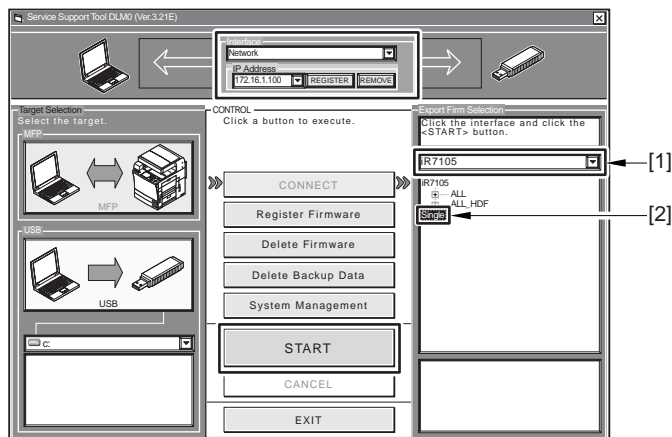 Service Support Tool DLM0 (Ver.3.21E)
Interface
Network
IP Address
172.16.1.100 REGISTER REMOVE
Target Selection
Select the target.
MFP
MFP
USB
USB
c:
CONTROL
Click a button to execute.
CONNECT
Register Firmware
Delete Firmware
Delete Backup Data
System Management
START
CANCEL
EXIT
Export Firm Selection
Click the interface and click the
<START> button.
iR7105
[1]
iR7105
ALL
ALL_HDF
Single
[2]